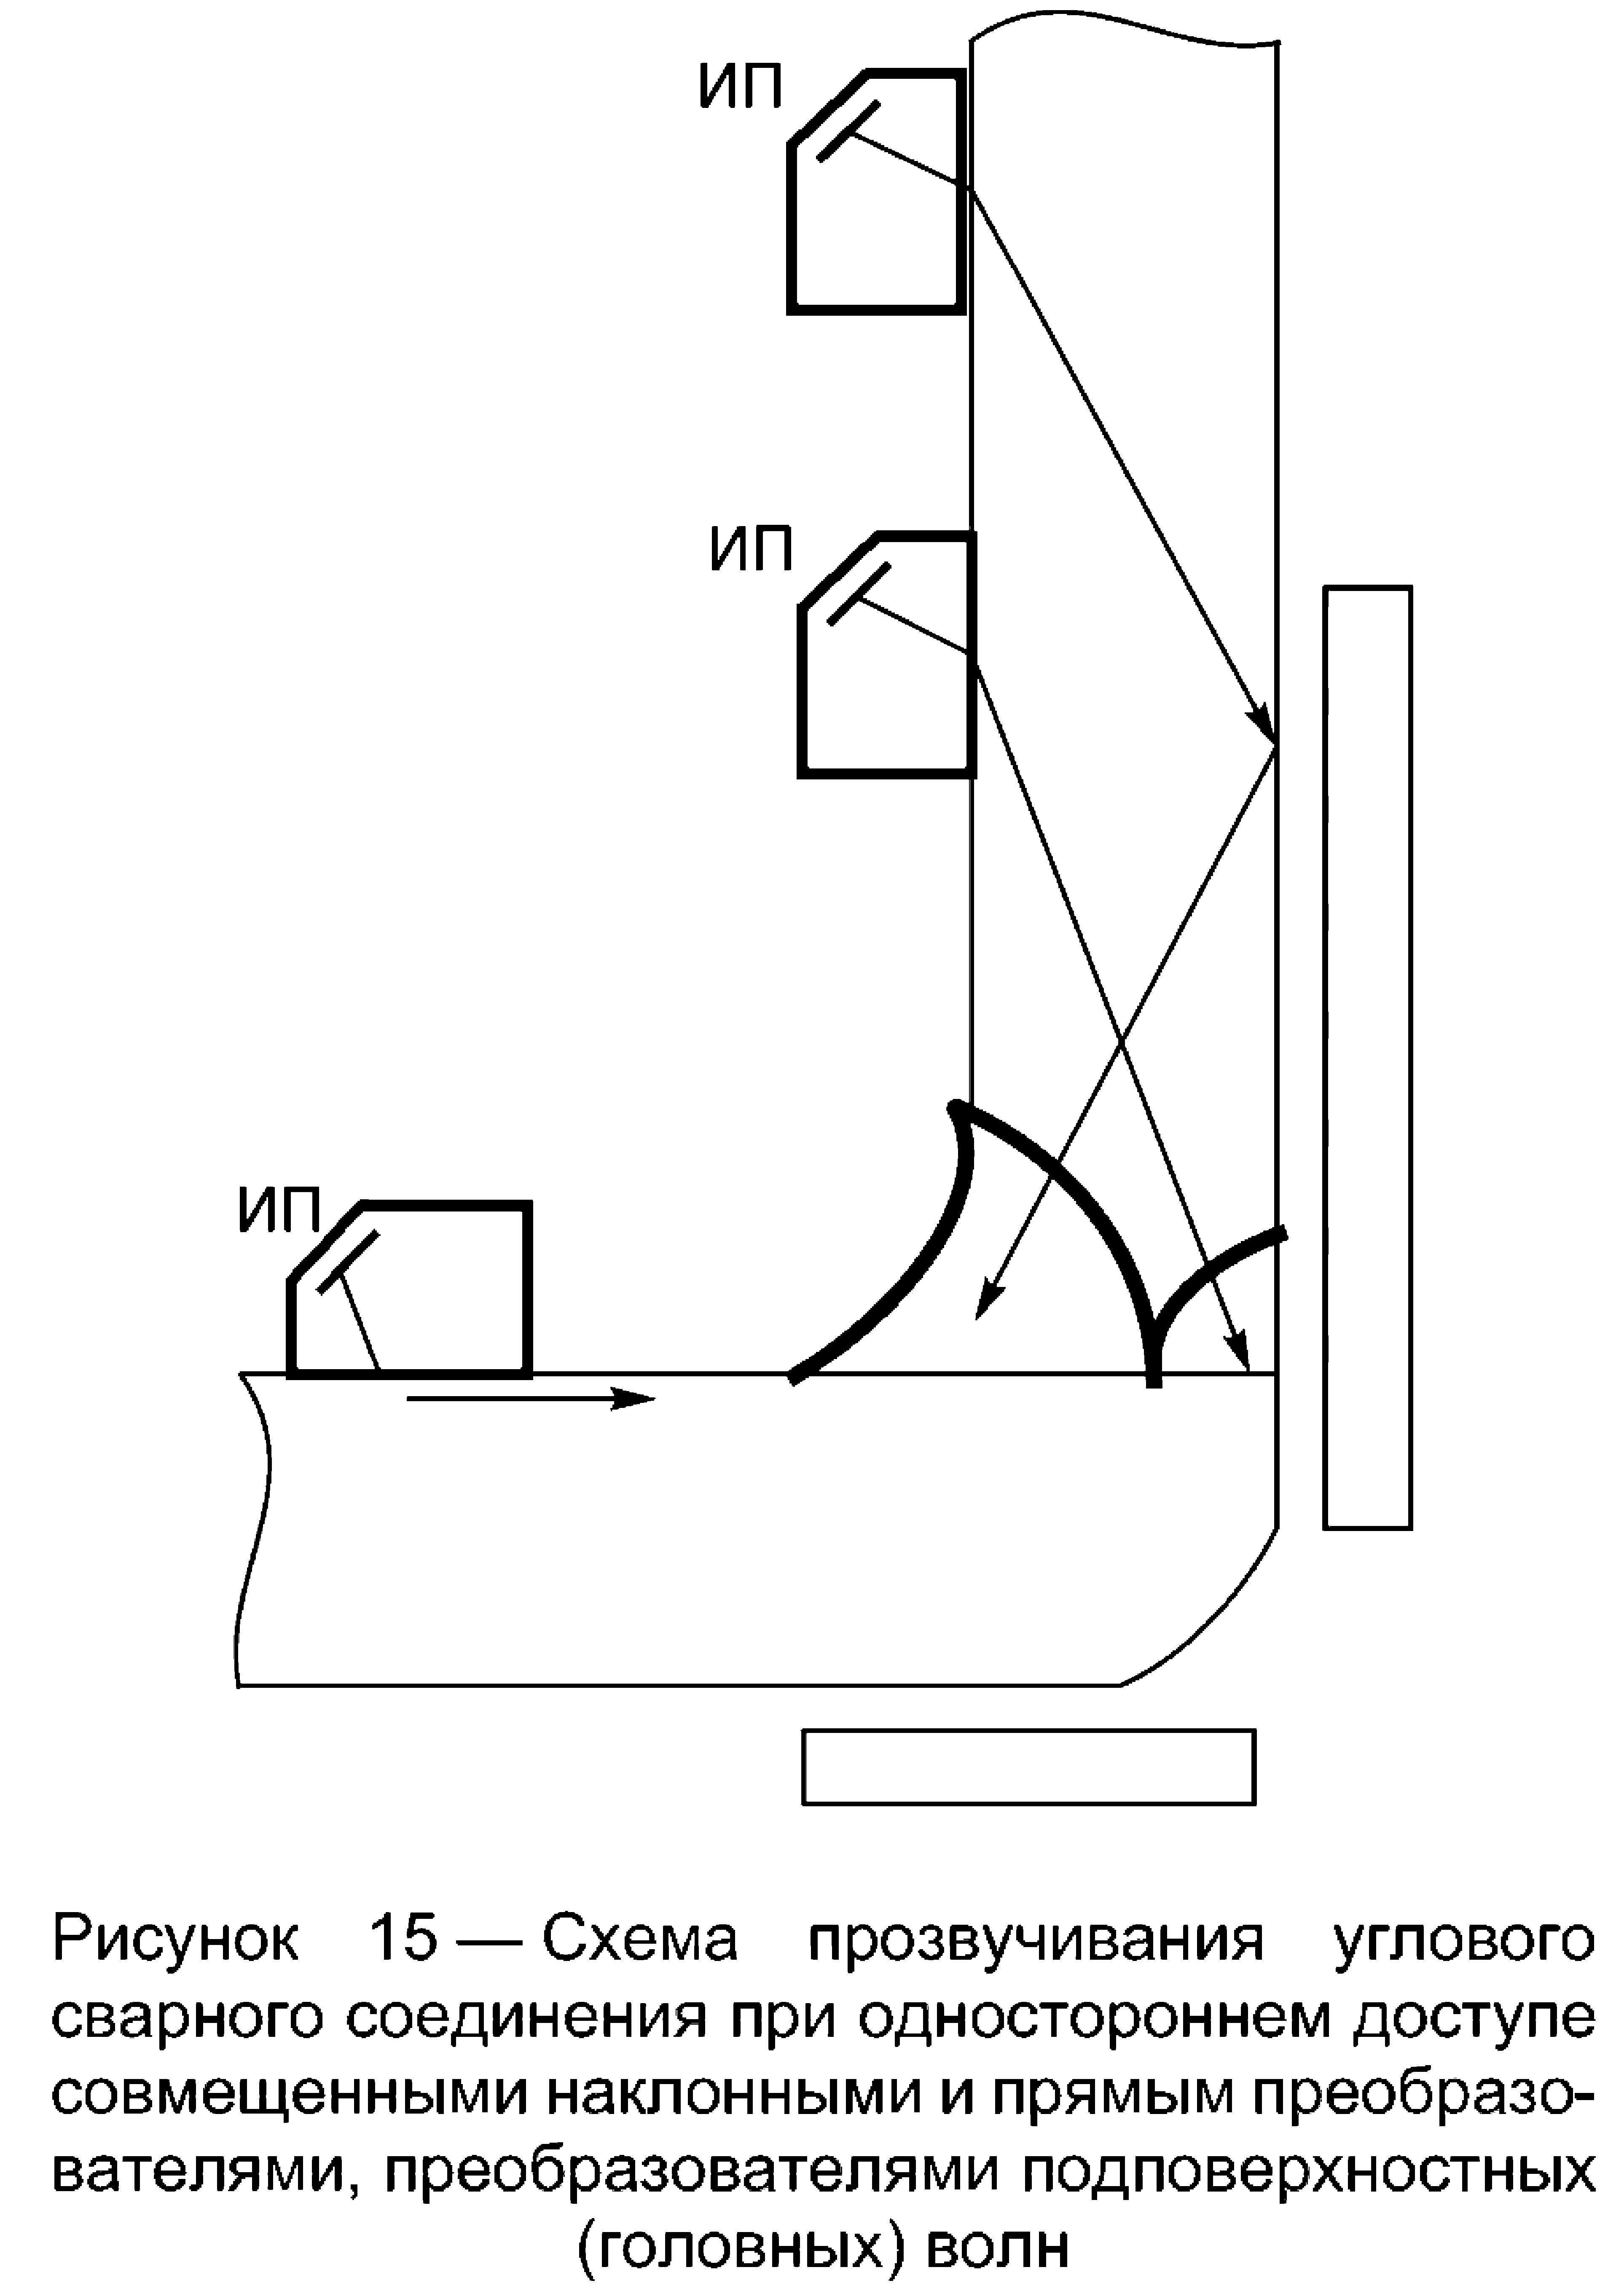 ИП
ИП
ИП
Рисунок 15 — Схема прозвучивания углового
сварного соединения при одностороннем доступе
совмещенными наклонными и прямым преобразо-
вателями, преобразователями подповерхностных
(головных) волн